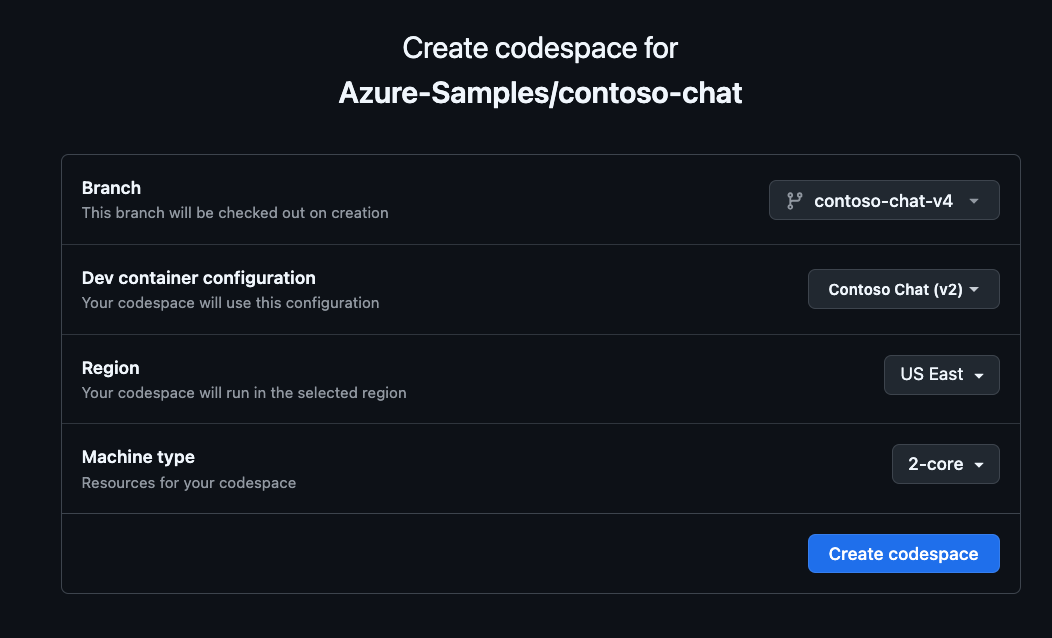 Create codespace for
Azure-Samples/contoso-chat
Branch
This branch will be checked out on creation
contoso-chat-v4
Dev container configuration
Your codespace will use this configuration
Contoso Chat (v2)
Region
Your codespace will run in the selected region
US East
Machine type
Resources for your codespace
2-core
Create codespace